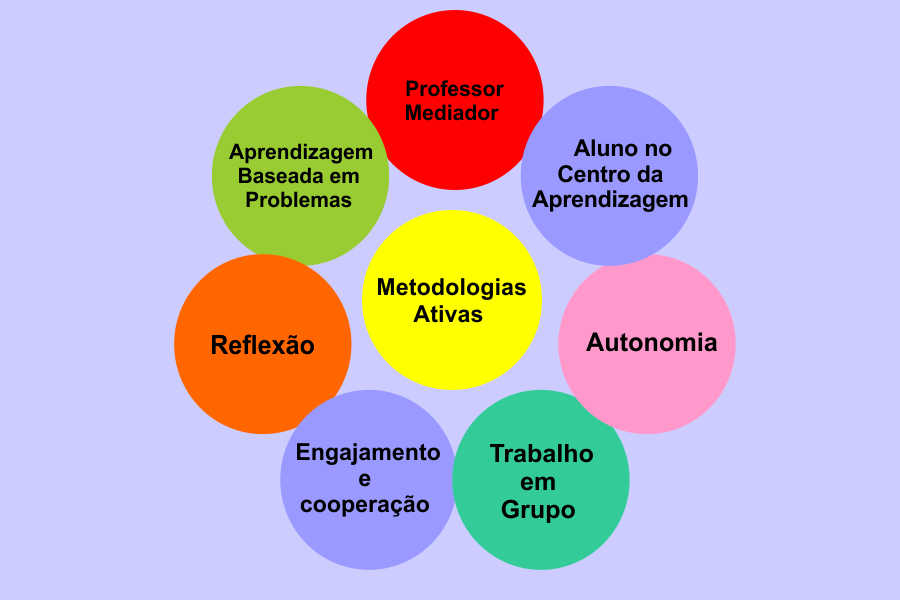 Professor
Mediador
Aprendizagem
Baseada em
Problemas
Aluno no
Centro da
Aprendizagem
Metodologias
Ativas
Reflexão
Autonomia
Engajamento
e
cooperação
Trabalho
em
Grupo